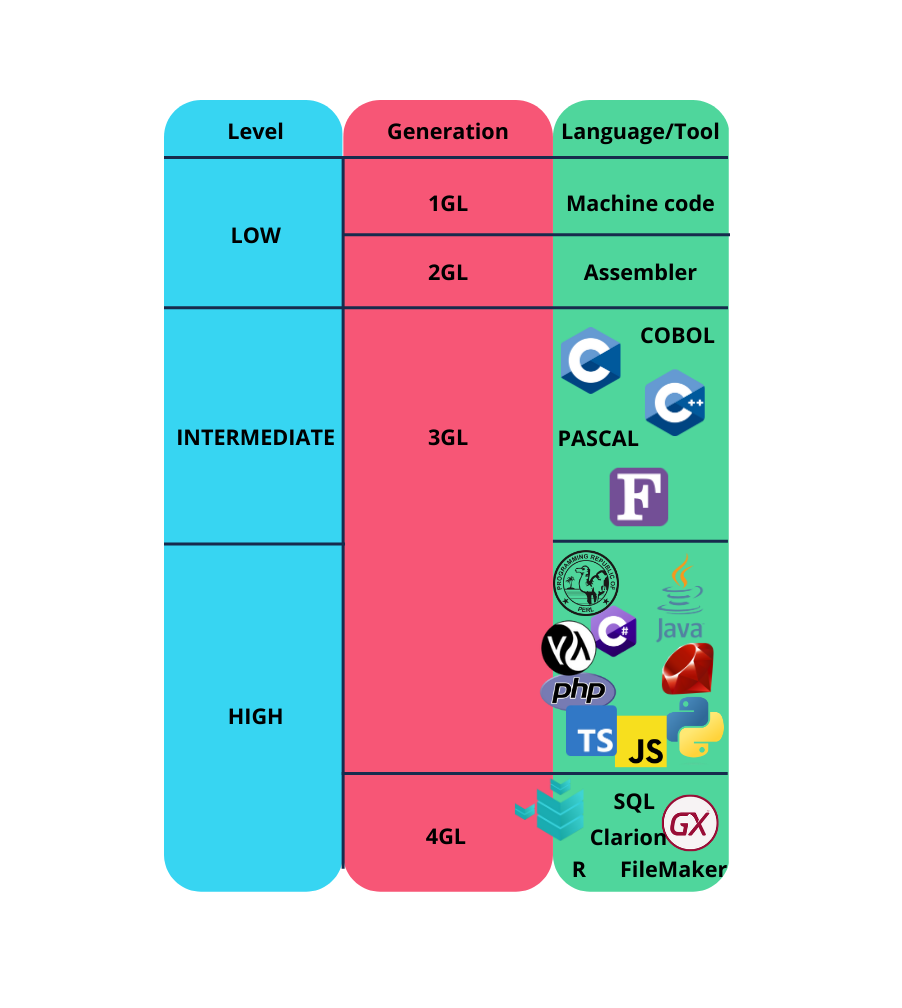 Level Generation Language/Tool
LOW
1GL Machine code
2GL Assembler
INTERMEDIATE
3GL
C
COBOL
C++
PASCAL
F
PROGRAMMING REPUBLIC OF
PERL
Java
C#
php
TS
JS
HIGH
4GL
SQL
GX
Clarion
R FileMaker